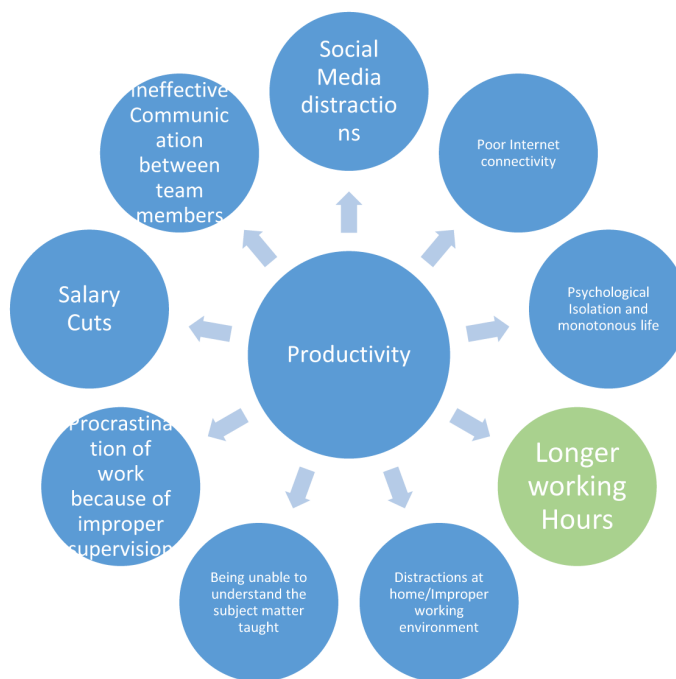 Social
Media
distractio
ns
Poor Internet
connectivity
Psychological
Isolation and
monotonous life
Longer
working
Hours
Distractions at
home/Improper
working
environment
Being unable to
understand the
subject matter
taught
Procrastina
tion of
work
because of
improper
supervision
Salary
Cuts
Ineffective
Communic
ation
between
team
members
Productivity